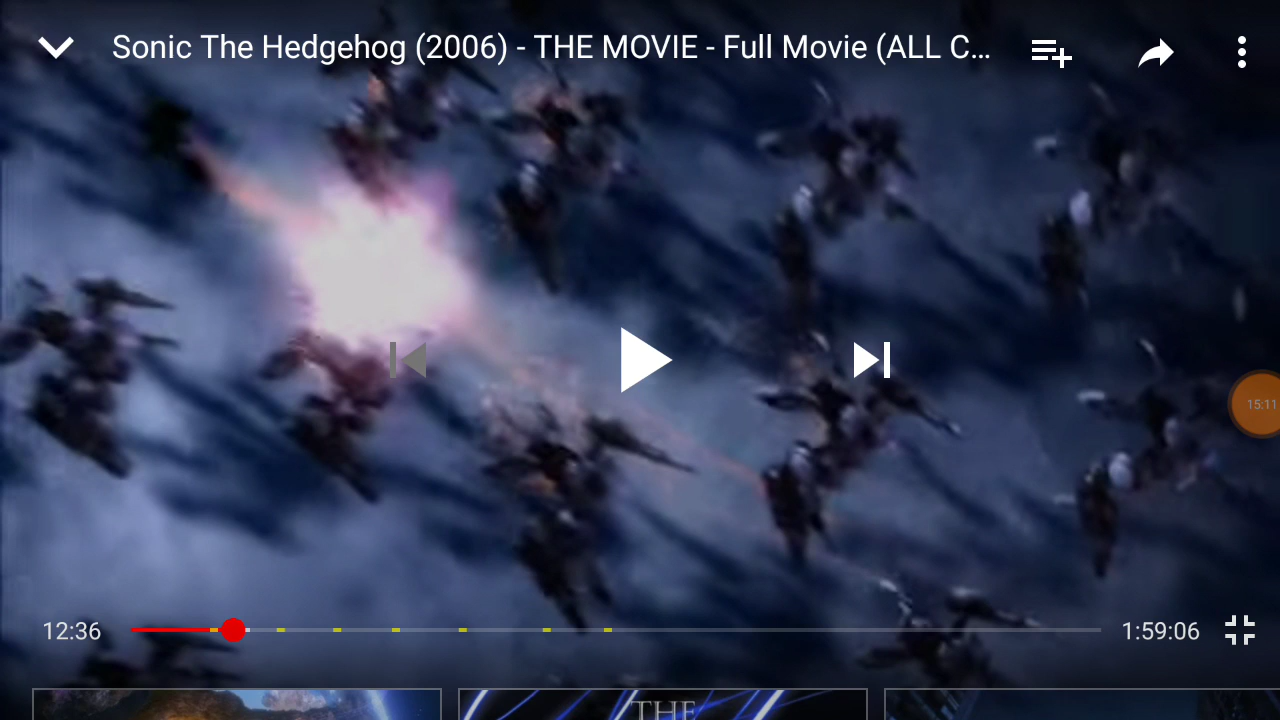 Sonic The Hedgehog (2006) - THE MOVIE - Full Movie (ALL C...
15:11
12:36
1:59:06
THE